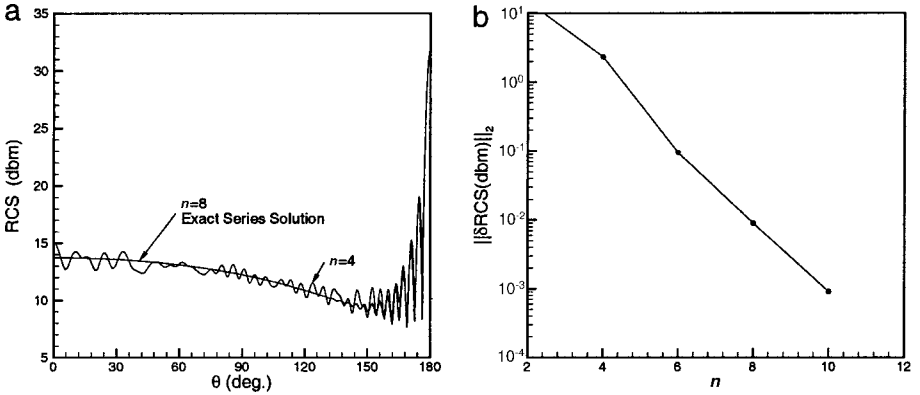 a
35
30
25
20
15
10
5
RCS (dbm)
n=8
Exact Series Solution
n=4
0
30
60
90
120
150
180
θ (deg.)
b
10^1
10^0
10^-1
10^-2
10^-3
10^-4
||δRCS(dbm)||_2
2
4
6
8
10
12
n